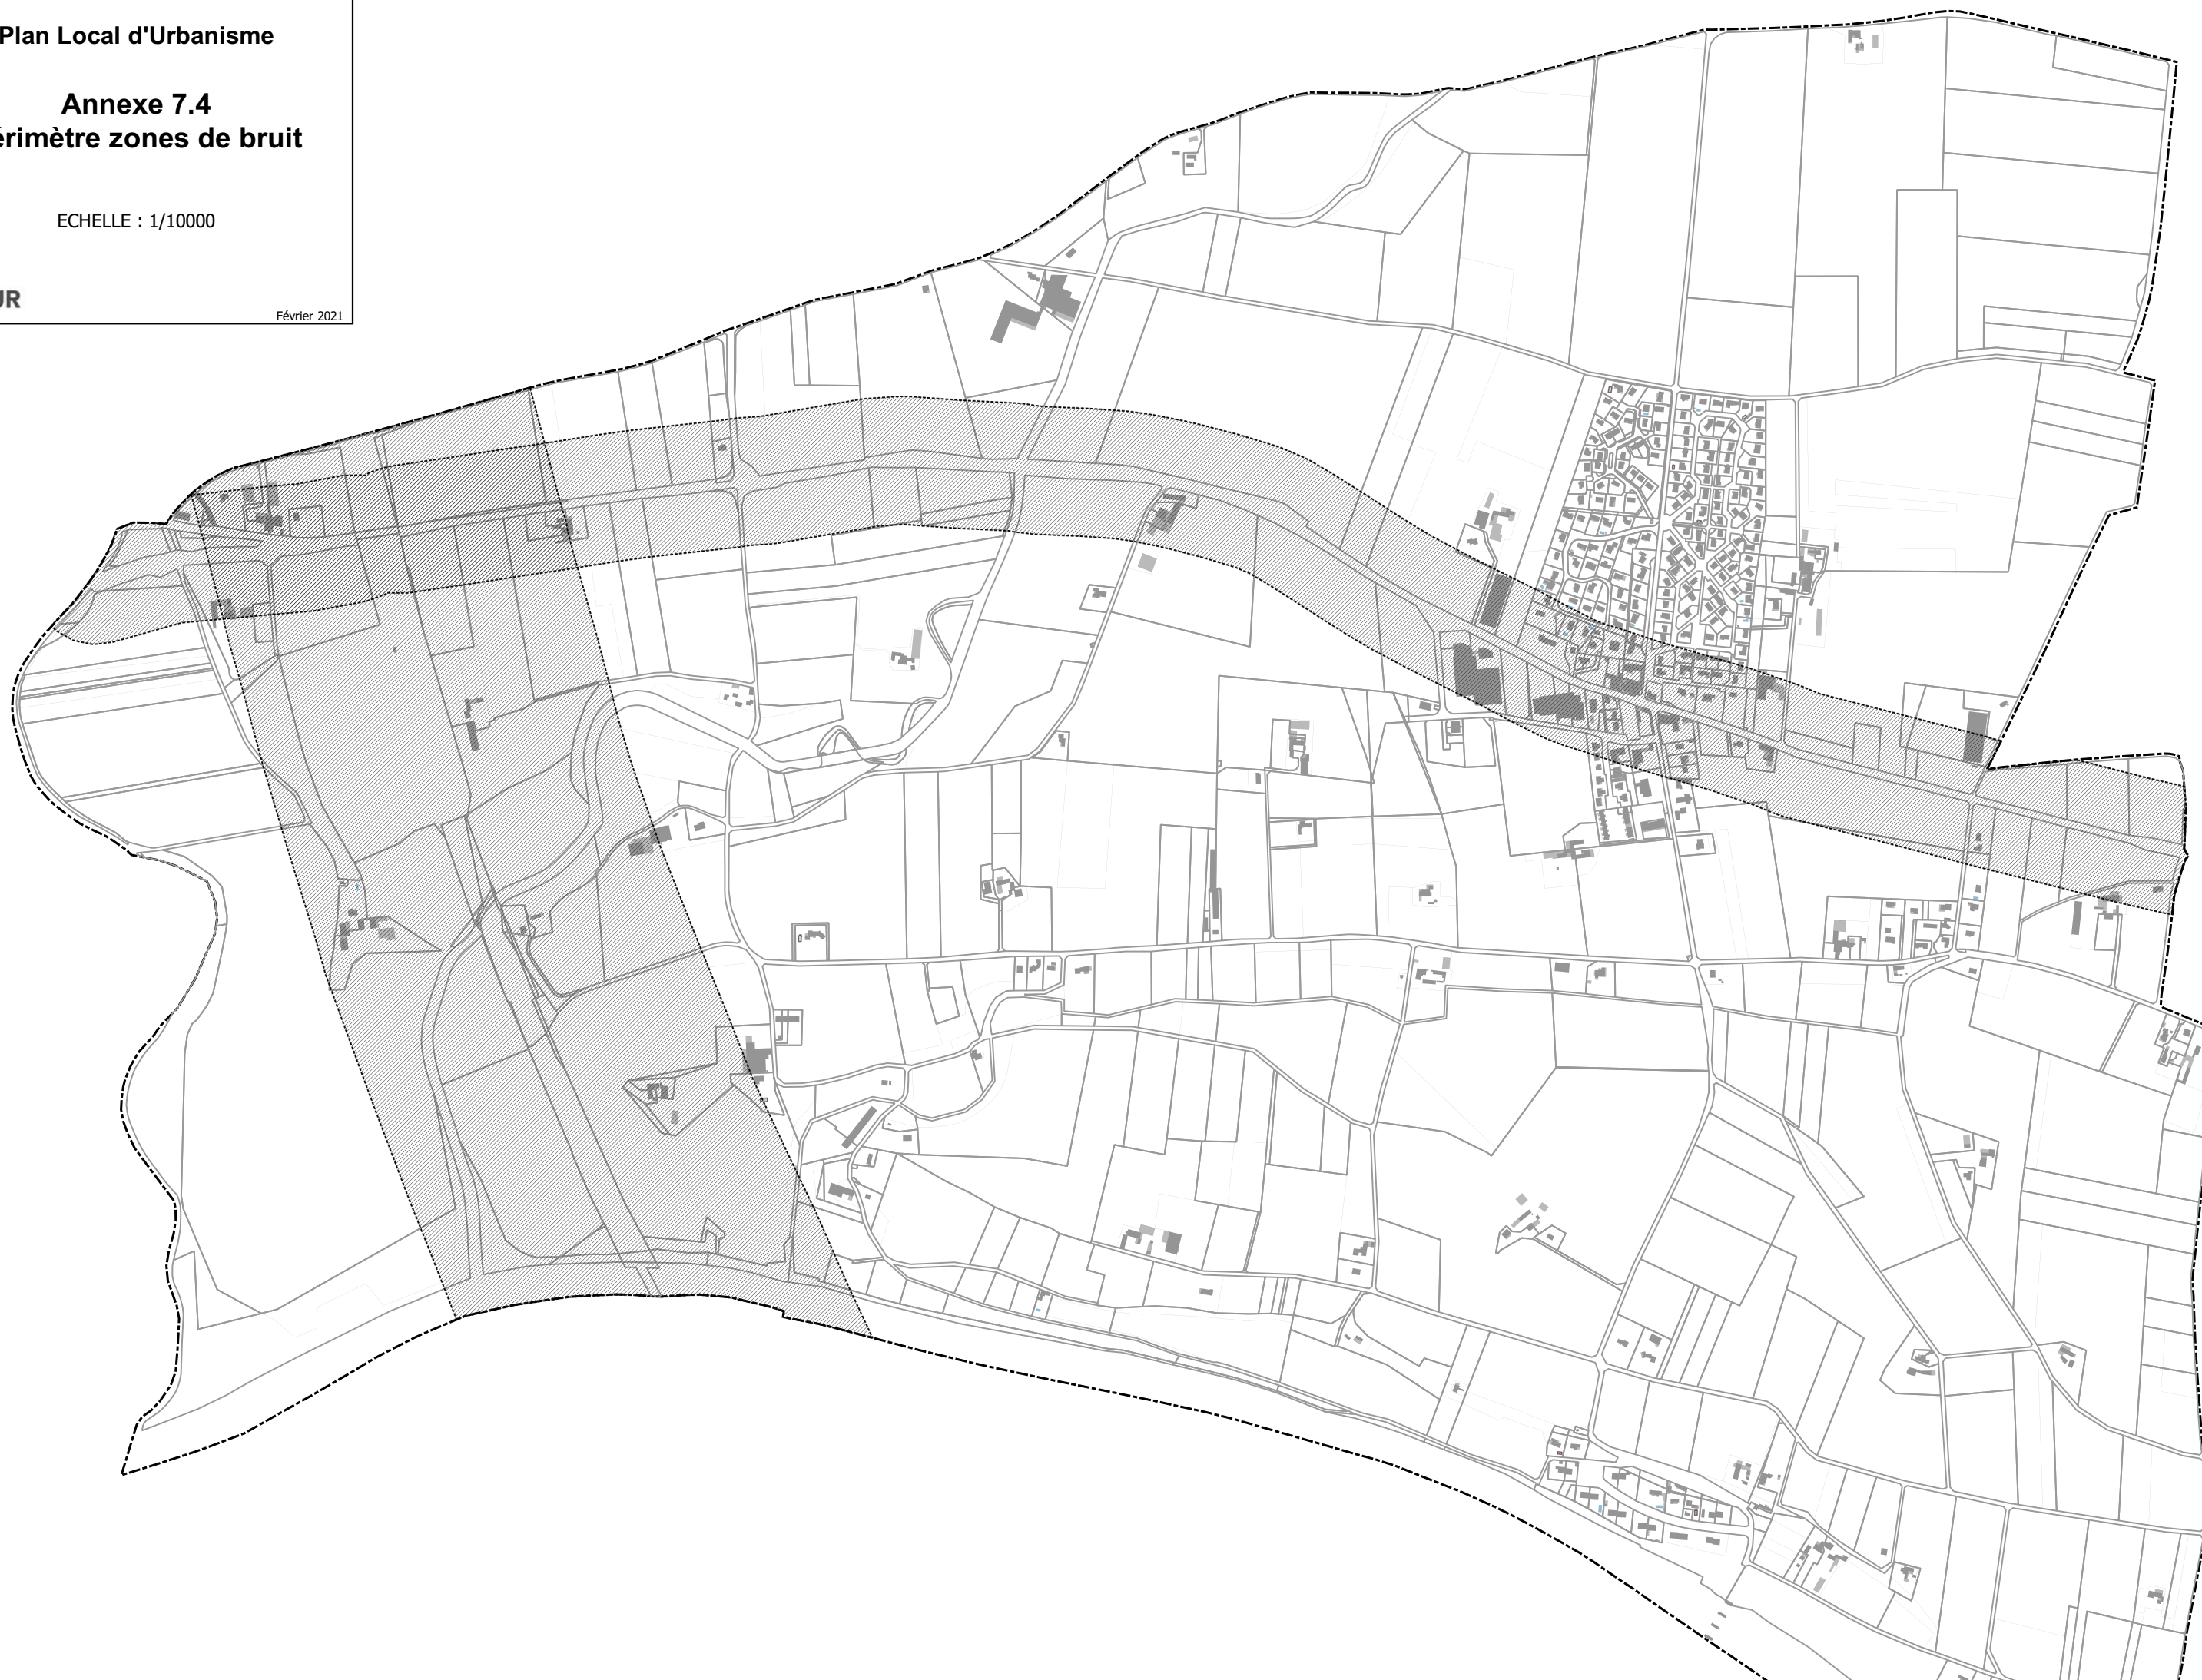 Plan Local d'Urbanisme
Annexe 7.4
érimètre zones de bruit
ECHELLE : 1/10000
UR
Février 2021